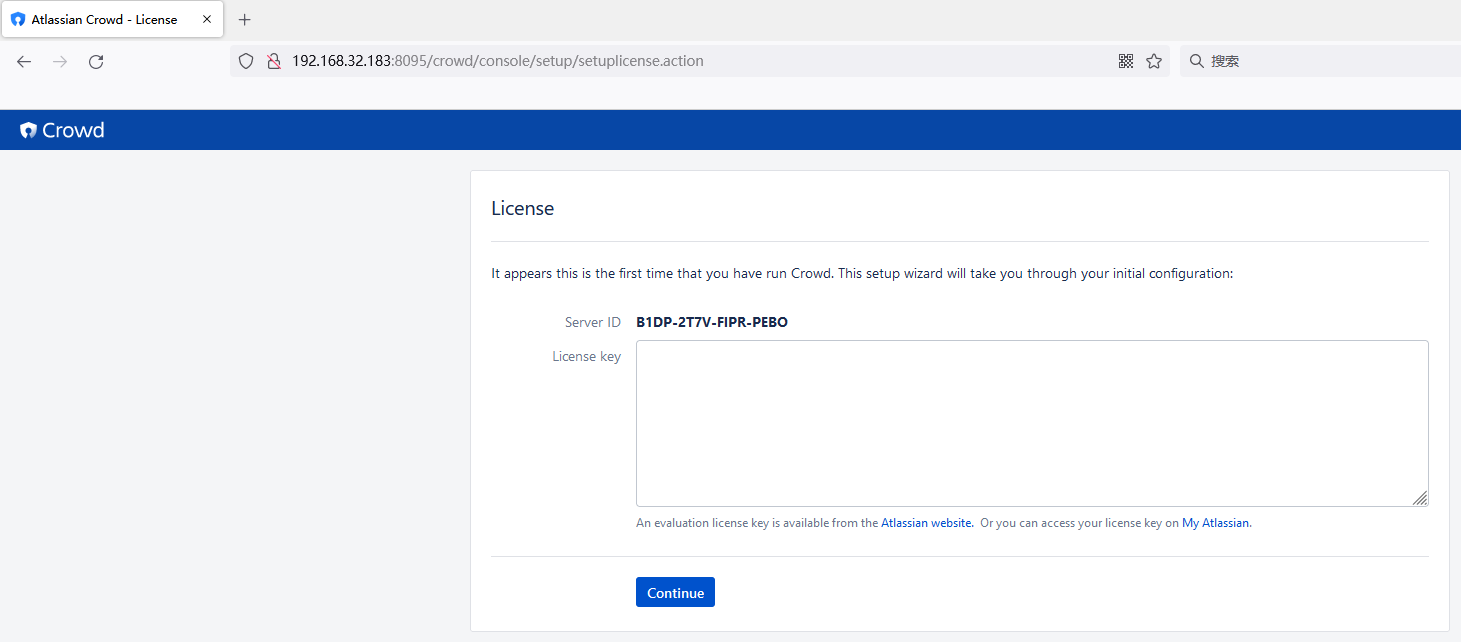 Atlassian Crowd - License
192.168.32.183:8095/crowd/console/setup/setuplicense.action
搜索
Crowd
License
It appears this is the first time that you have run Crowd. This setup wizard will take you through your initial configuration:
Server ID B1DP-2T7V-FIPR-PEBO
License key
An evaluation license key is available from the Atlassian website. Or you can access your license key on My Atlassian.
Continue